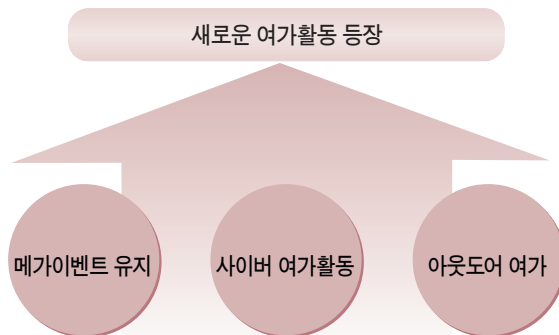 새로운 여가활동 등장
메가이벤트 유지
사이버 여가활동
아웃도어 여가